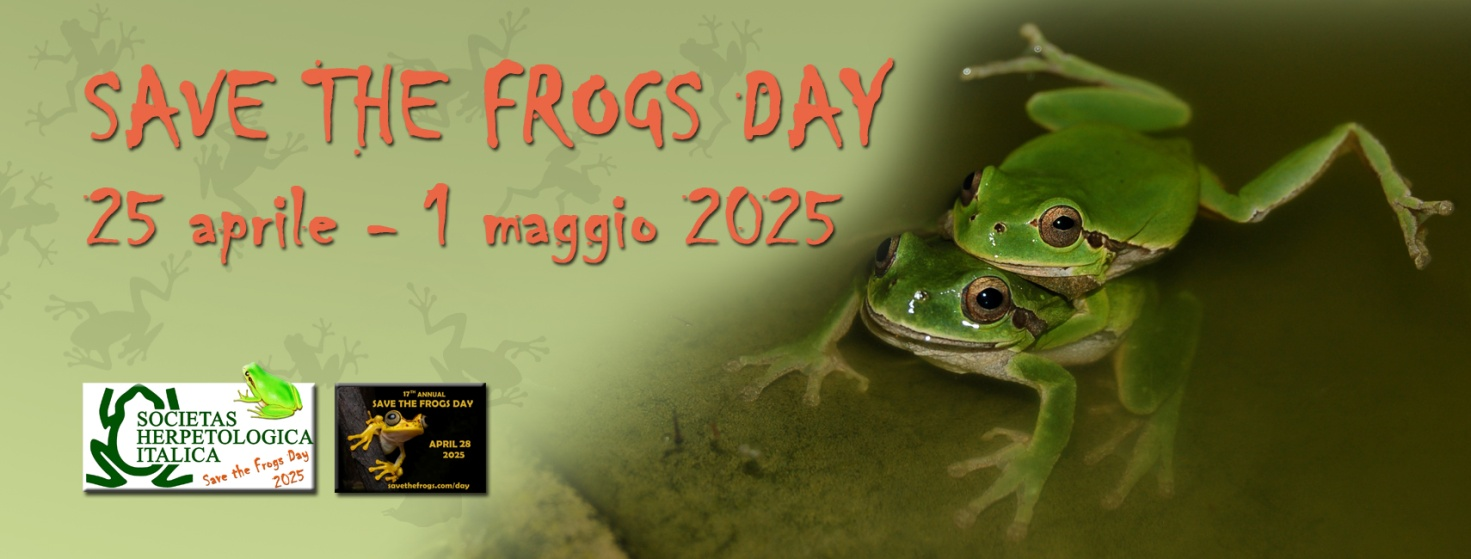 SAVE THE FROGS DAY
25 aprile - 1 maggio 2025
SOCIETAS
HERPETOLOGICA
ITALICA
Save the Frogs Day
2025
17TH ANNUAL
SAVE THE FROGS DAY
APRIL 28
2025
savethefrogs.com/day